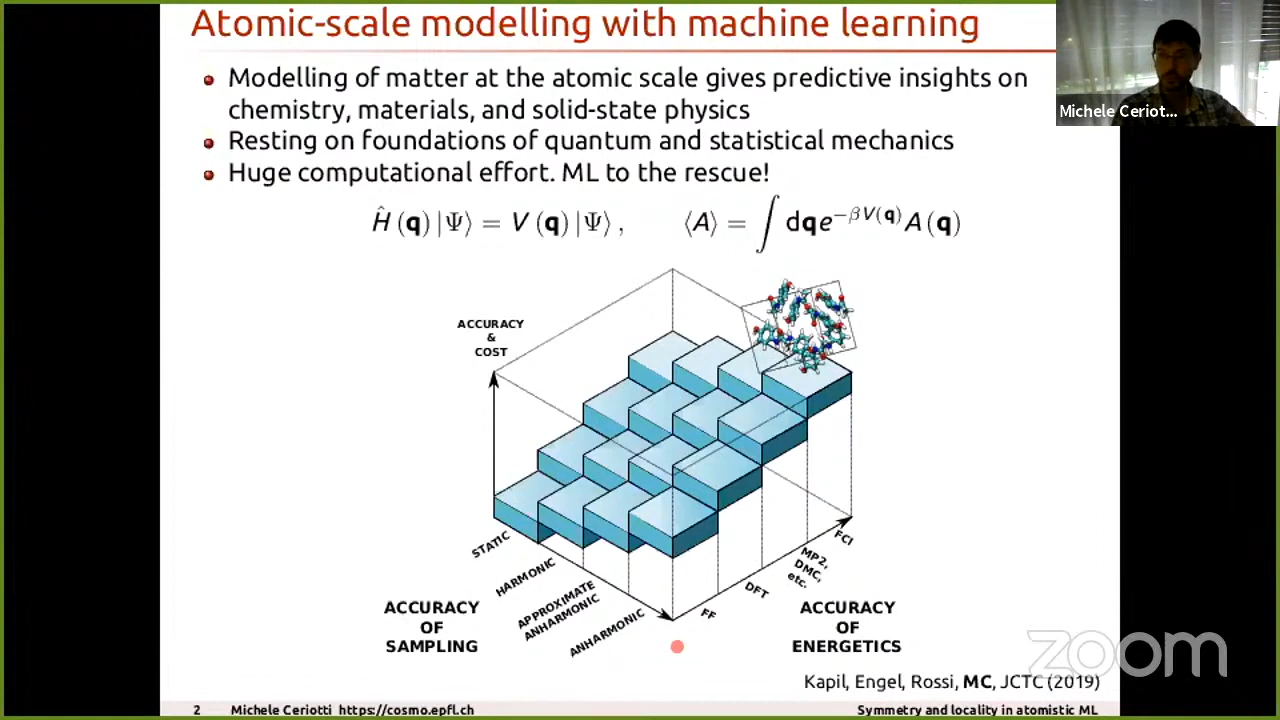 Atomic-scale modelling with machine learning
Modelling of matter at the atomic scale gives predictive insights on
chemistry, materials, and solid-state physics
Resting on foundations of quantum and statistical mechanics
Huge computational effort. ML to the rescue!
Ĥ (q) |Ψ⟩ = V (q) |Ψ⟩ , ⟨A⟩ = ∫ dqe^{−βV(q)} A (q)
Michele Ceriot...
ACCURACY
&
COST
STATIC
HARMONIC
APPROXIMATE
ANHARMONIC
ANHARMONIC
FF
DFT
MP2,
DMC,
etc.
FCI
ACCURACY
OF
SAMPLING
ACCURACY
OF
ENERGETICS
zoom
Kapil, Engel, Rossi, MC, JCTC (2019)
2 Michele Ceriotti https://cosmo.epfl.ch Symmetry and locality in atomistic ML